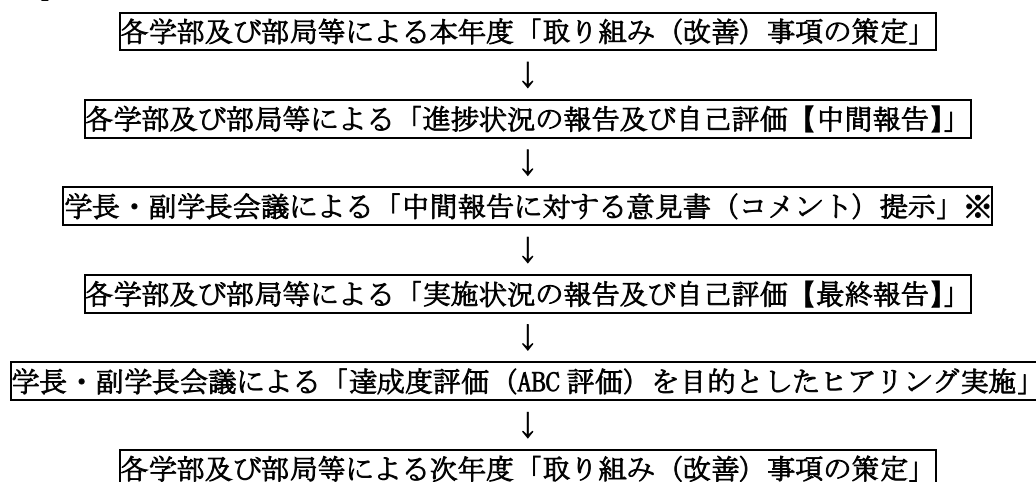 各学部及び部局等による本年度「取り組み（改善）事項の策定」
↓
各学部及び部局等による「進捗状況の報告及び自己評価【中間報告】」
↓
学長・副学長会議による「中間報告に対する意見書（コメント）提示」※
↓
各学部及び部局等による「実施状況の報告及び自己評価【最終報告】」
↓
学長・副学長会議による「達成度評価（ABC 評価）を目的としたヒアリング実施」
↓
各学部及び部局等による次年度「取り組み（改善）事項の策定」